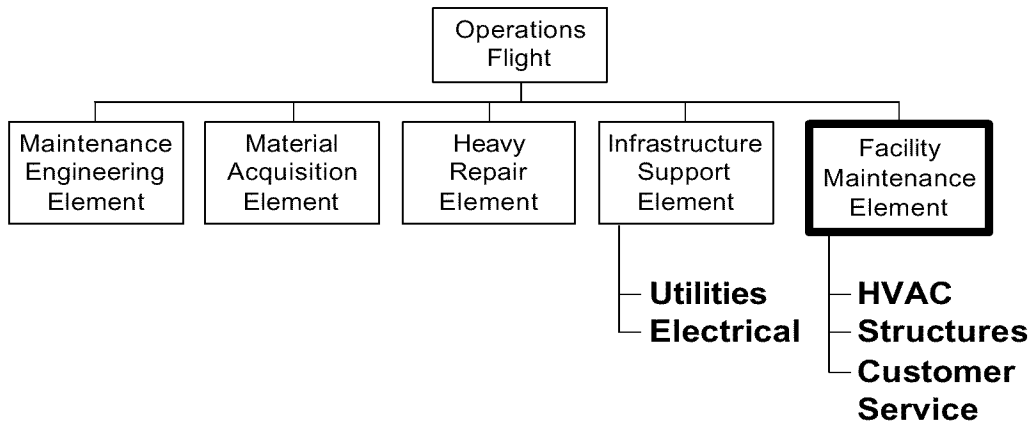 Operations
Flight
Maintenance
Engineering
Element
Material
Acquisition
Element
Heavy
Repair
Element
Infrastructure
Support
Element
Facility
Maintenance
Element
Utilities
Electrical
HVAC
Structures
Customer
Service